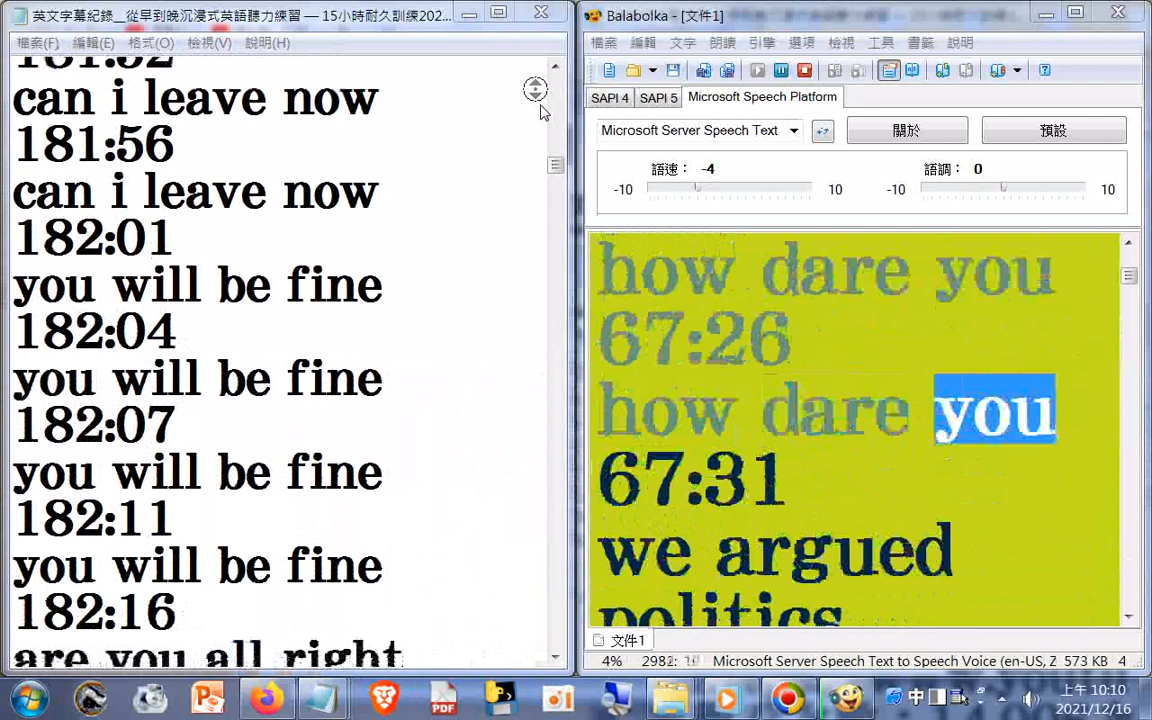 英文字幕紀錄__從早到晚沉浸式英語聽力練習 — 15小時耐久訓練202...
檔案(F) 編輯(E) 格式(O) 檢視(V) 說明(H)
181:52
can i leave now
181:56
can i leave now
182:01
you will be fine
182:04
you will be fine
182:07
you will be fine
182:11
you will be fine
182:16
are you all right
Balabolka - [文件1]
檔案 編輯 文字 朗讀 引擎 選項 檢視 工具 書籤 說明
SAPI 4 SAPI 5 Microsoft Speech Platform
Microsoft Server Speech Text 關於 預設
語速： -4 語調： 0
-10 10 -10 10
how dare you
67:26
how dare you
67:31
we argued
politics
文件1
4% 2982: Microsoft Server Speech Text to Speech Voice (en-US, Z 573 KB 4
PDF 中 上午 10:10
2021/12/16